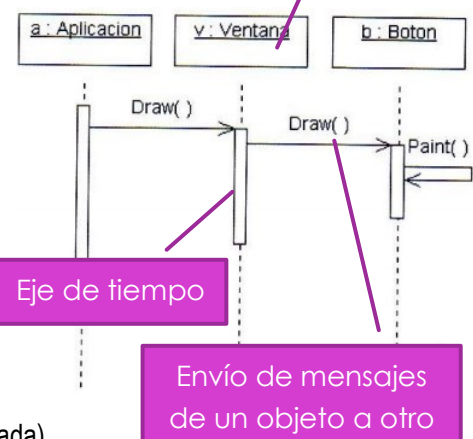 a : Aplicacion
v : Ventana
b : Boton
Draw( )
Draw( )
Paint( )
Eje de tiempo
Envío de mensajes
de un objeto a otro